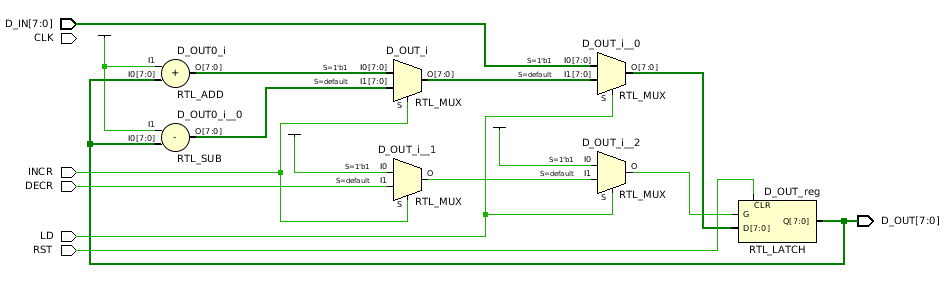 D_IN[7:0]
CLK
D_OUT0_i
I1
I0[7:0]
+
O[7:0]
RTL_ADD
D_OUT0_i__0
I1
I0[7:0]
-
O[7:0]
RTL_SUB
D_OUT_i
S=1'b1 I0[7:0]
S=default I1[7:0]
O[7:0]
S
RTL_MUX
D_OUT_i__0
S=1'b1 I0[7:0]
S=default I1[7:0]
O[7:0]
S
RTL_MUX
INCR
DECR
D_OUT_i__1
S=1'b1 I0
S=default I1
O
S
RTL_MUX
D_OUT_i__2
S=1'b1 I0
S=default I1
O
S
RTL_MUX
LD
RST
D_OUT_reg
CLR
G
D[7:0]
Q[7:0]
RTL_LATCH
D_OUT[7:0]